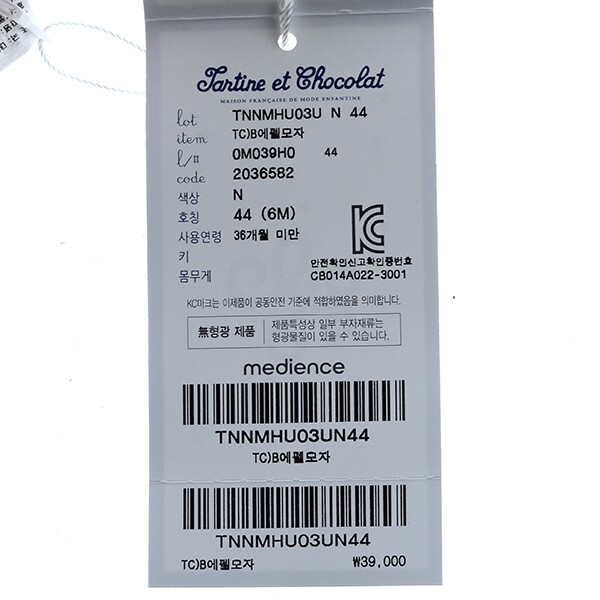 Tartine et Chocolat
MAISON FRANÇAISE DE MODE ENFANTINE
lot TNNMHU03U N 44
item TC)B에펠모자
l/# 0M039H0 44
code 2036582
색상 N
호칭 44 (6M)
사용연령 36개월 미만
키
몸무게
안전확인신고확인증번호
CB014A022-3001
KC마크는 이제품이 공동안전 기준에 적합하였음을 의미합니다.
無형광 제품
제품특성상 일부 부자재류는
형광물질이 있을 수 있습니다.
medience
TNNMHU03UN44
TC)B에펠모자
TNNMHU03UN44
TC)B에펠모자 ₩39,000